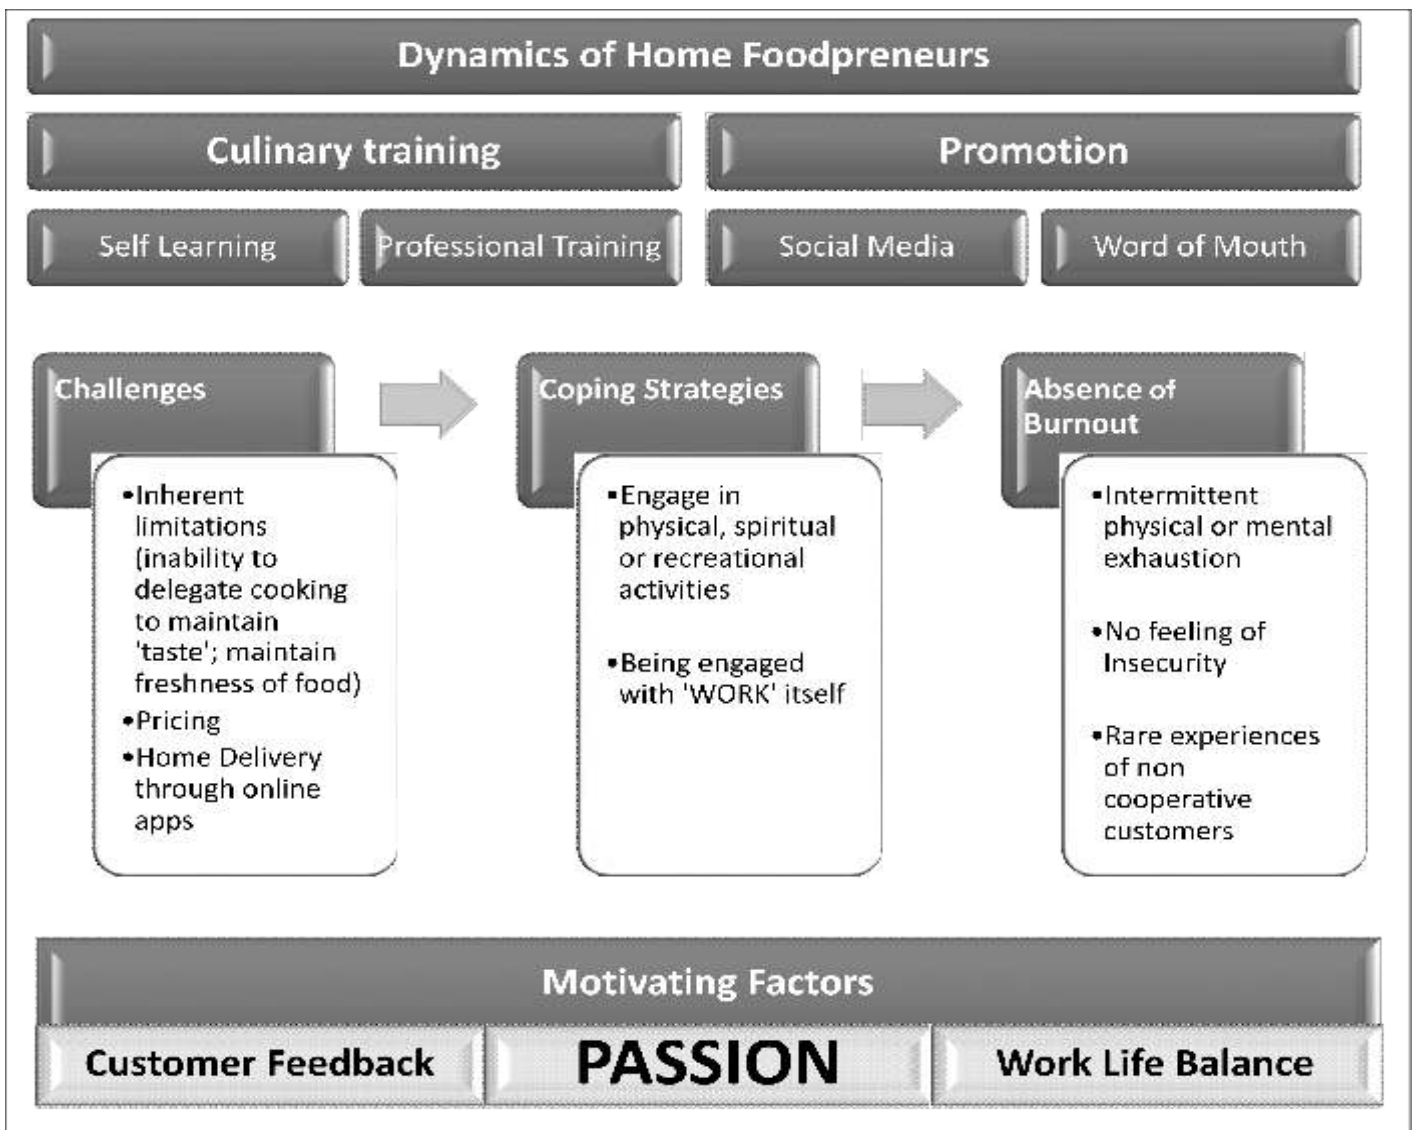 Dynamics of Home Foodpreneurs
Culinary training
Promotion
Self Learning
Professional Training
Social Media
Word of Mouth
Challenges
•Inherent
limitations
(inability to
delegate cooking
to maintain
'taste'; maintain
freshness of food)
•Pricing
•Home Delivery
through online
apps
Coping Strategies
▪Engage in
physical, spiritual
or recreational
activities
•Being engaged
with 'WORK' itself
Absence of
Burnout
▪Intermittent
physical or mental
exhaustion
•No feeling of
Insecurity
•Rare experiences
of non
cooperative
customers
Motivating Factors
Customer Feedback
PASSION
Work Life Balance